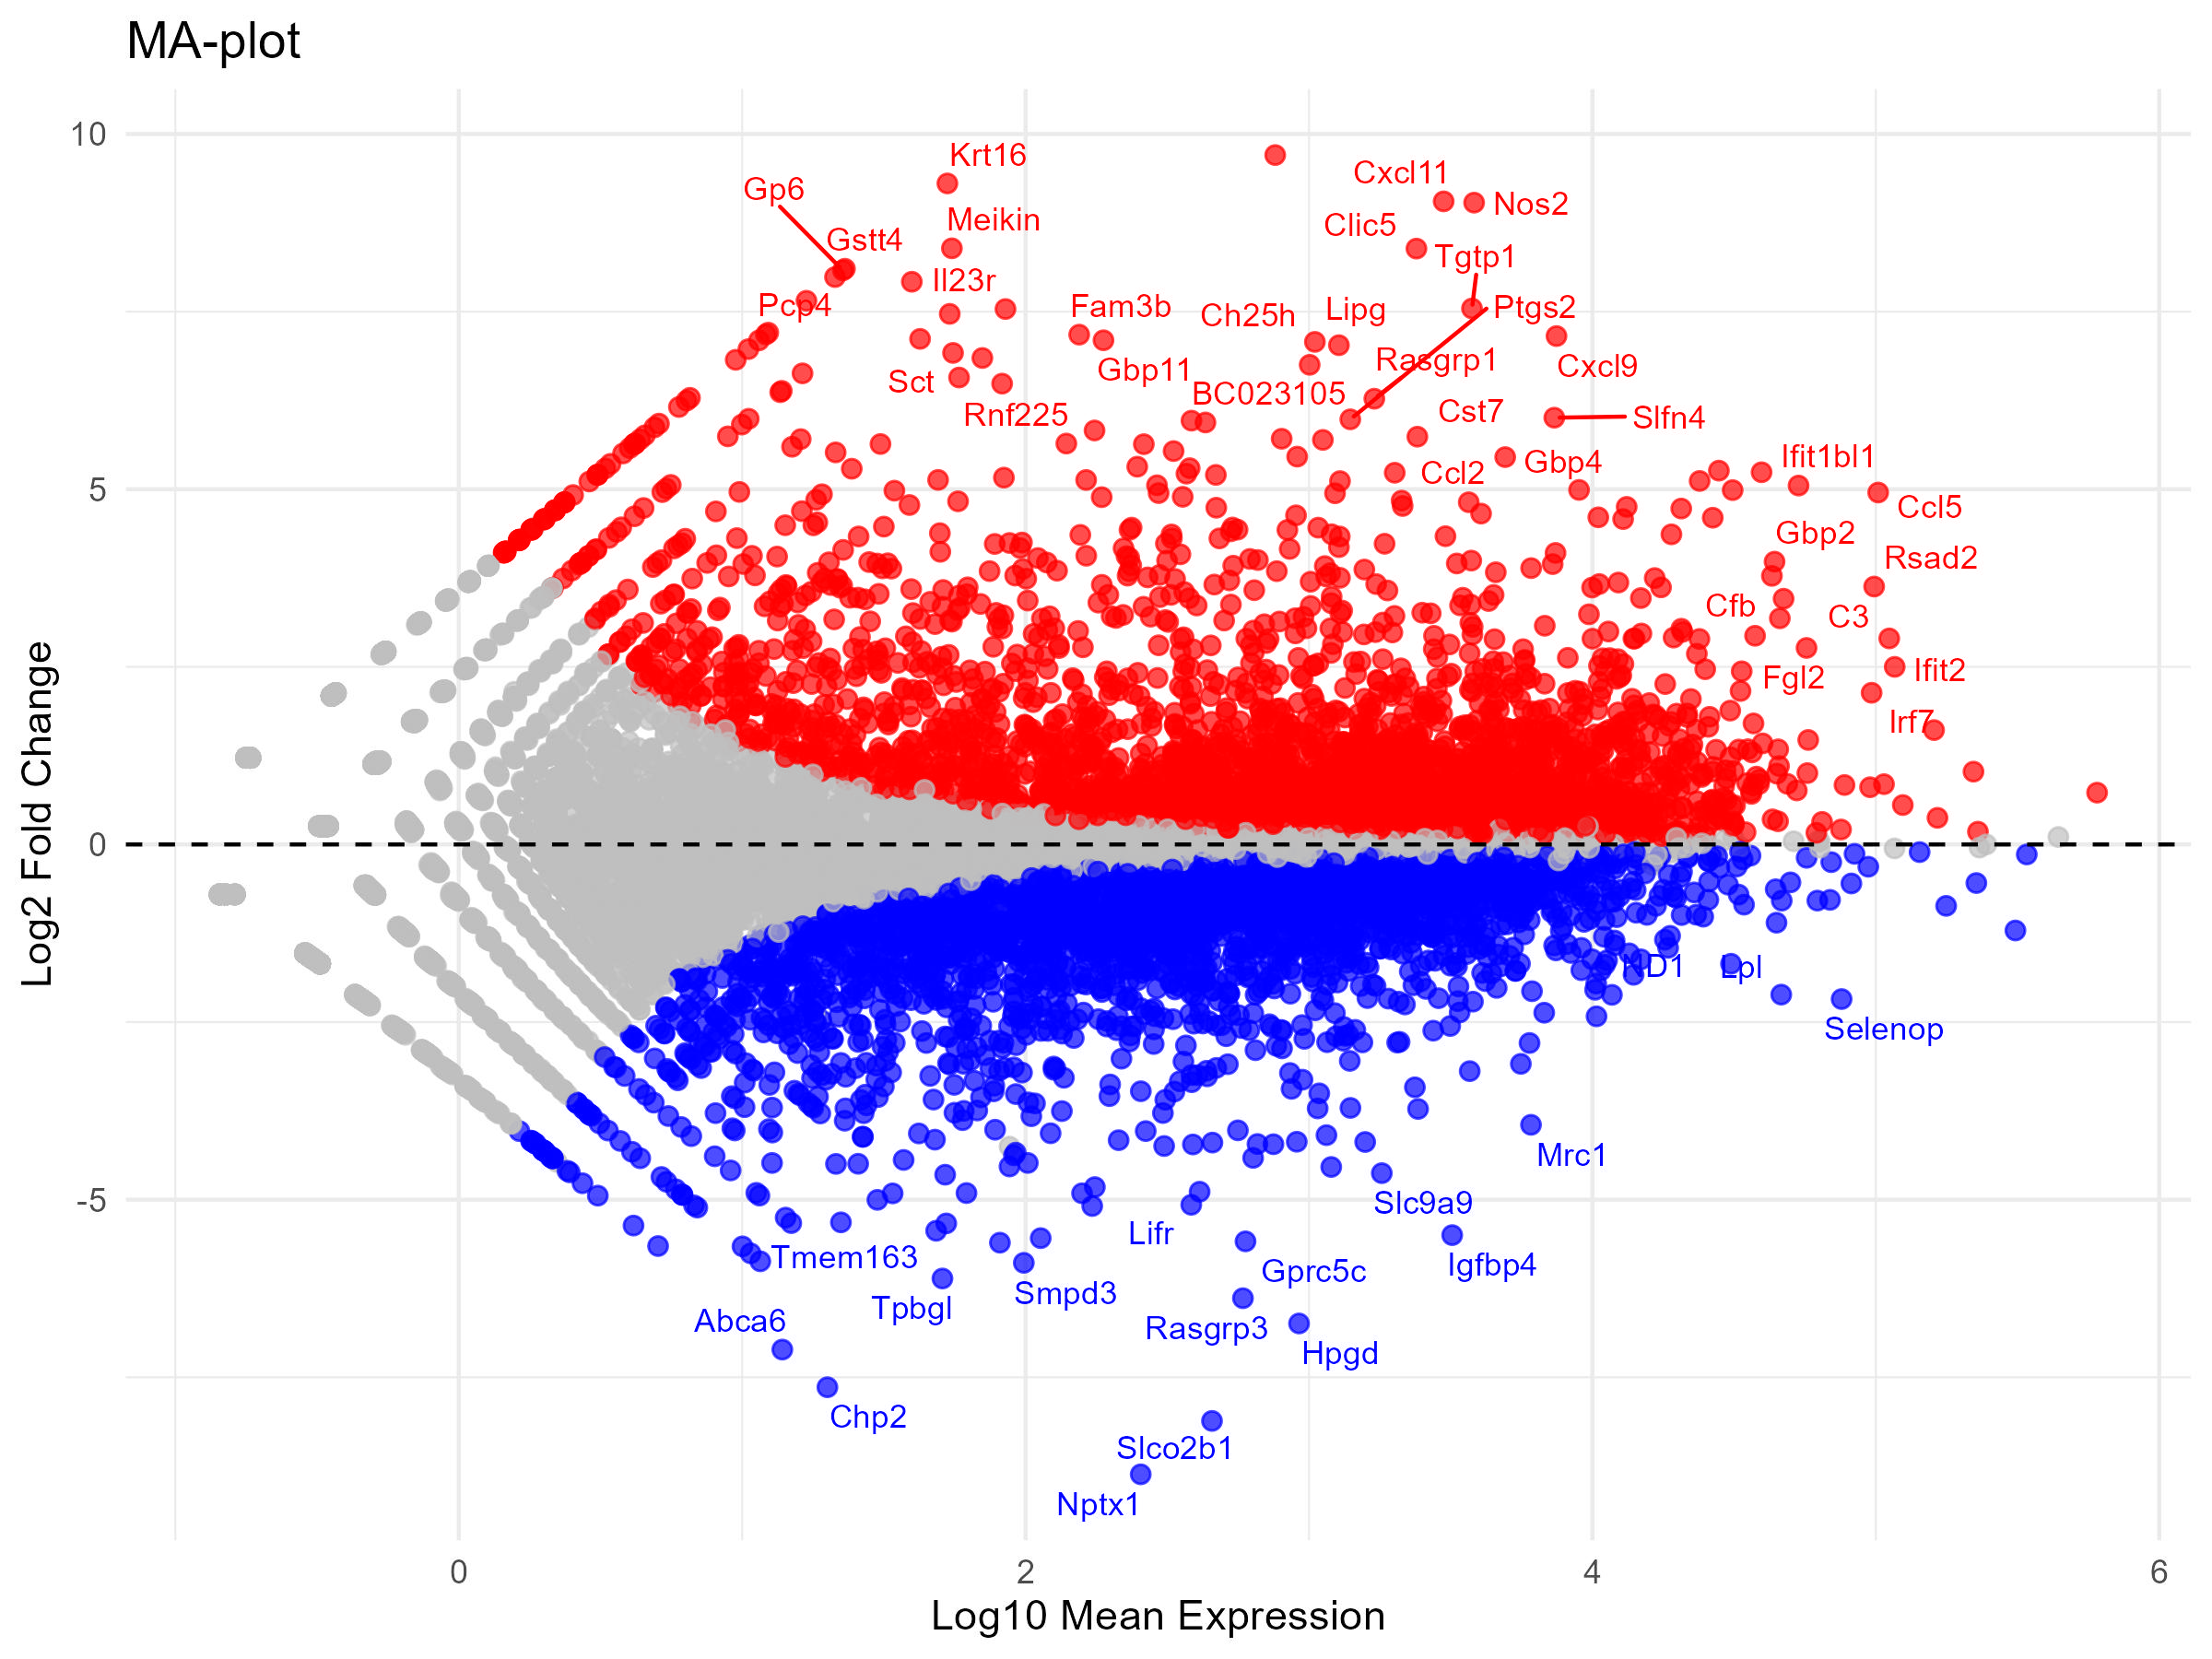 MA-plot
10
5
0
-5
Log2 Fold Change
Krt16
Cxcl11
Gp6
Nos2
Meikin
Clic5
Gstt4
Tgtp1
Il23r
Pcp4
Fam3b
Ch25h
Lipg
Ptgs2
Rasgrp1
Cxcl9
Gbp11
Sct
BC023105
Rnf225
Cst7
Slfn4
Ccl2
Gbp4
Ifit1bl1
Ccl5
Gbp2
Rsad2
Cfb
C3
Fgl2
Ifit2
Irf7
Lpl
Selenop
Mrc1
Slc9a9
Lifr
Igfbp4
Tmem163
Gprc5c
Smpd3
Tpbgl
Abca6
Rasgrp3
Hpgd
Chp2
Slco2b1
Nptx1
0
2
4
6
Log10 Mean Expression